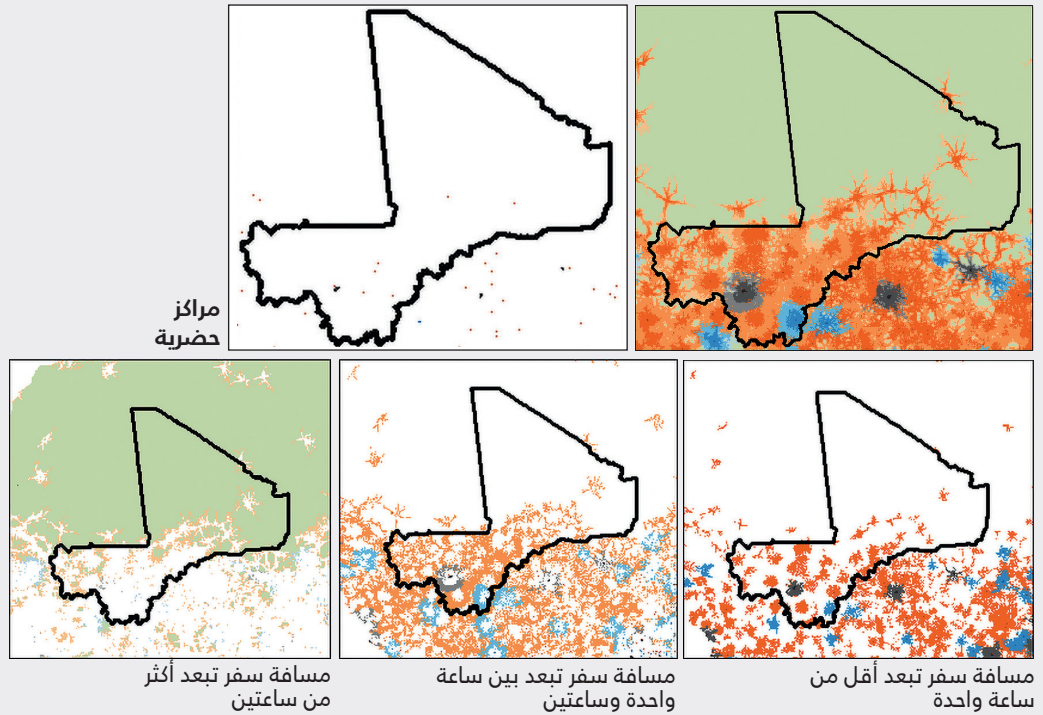 مراكز
حضرية
مسافة سفر تبعد أقل من
ساعة واحدة
مسافة سفر تبعد بين ساعة
واحدة وساعتين
مسافة سفر تبعد أكثر
من ساعتين